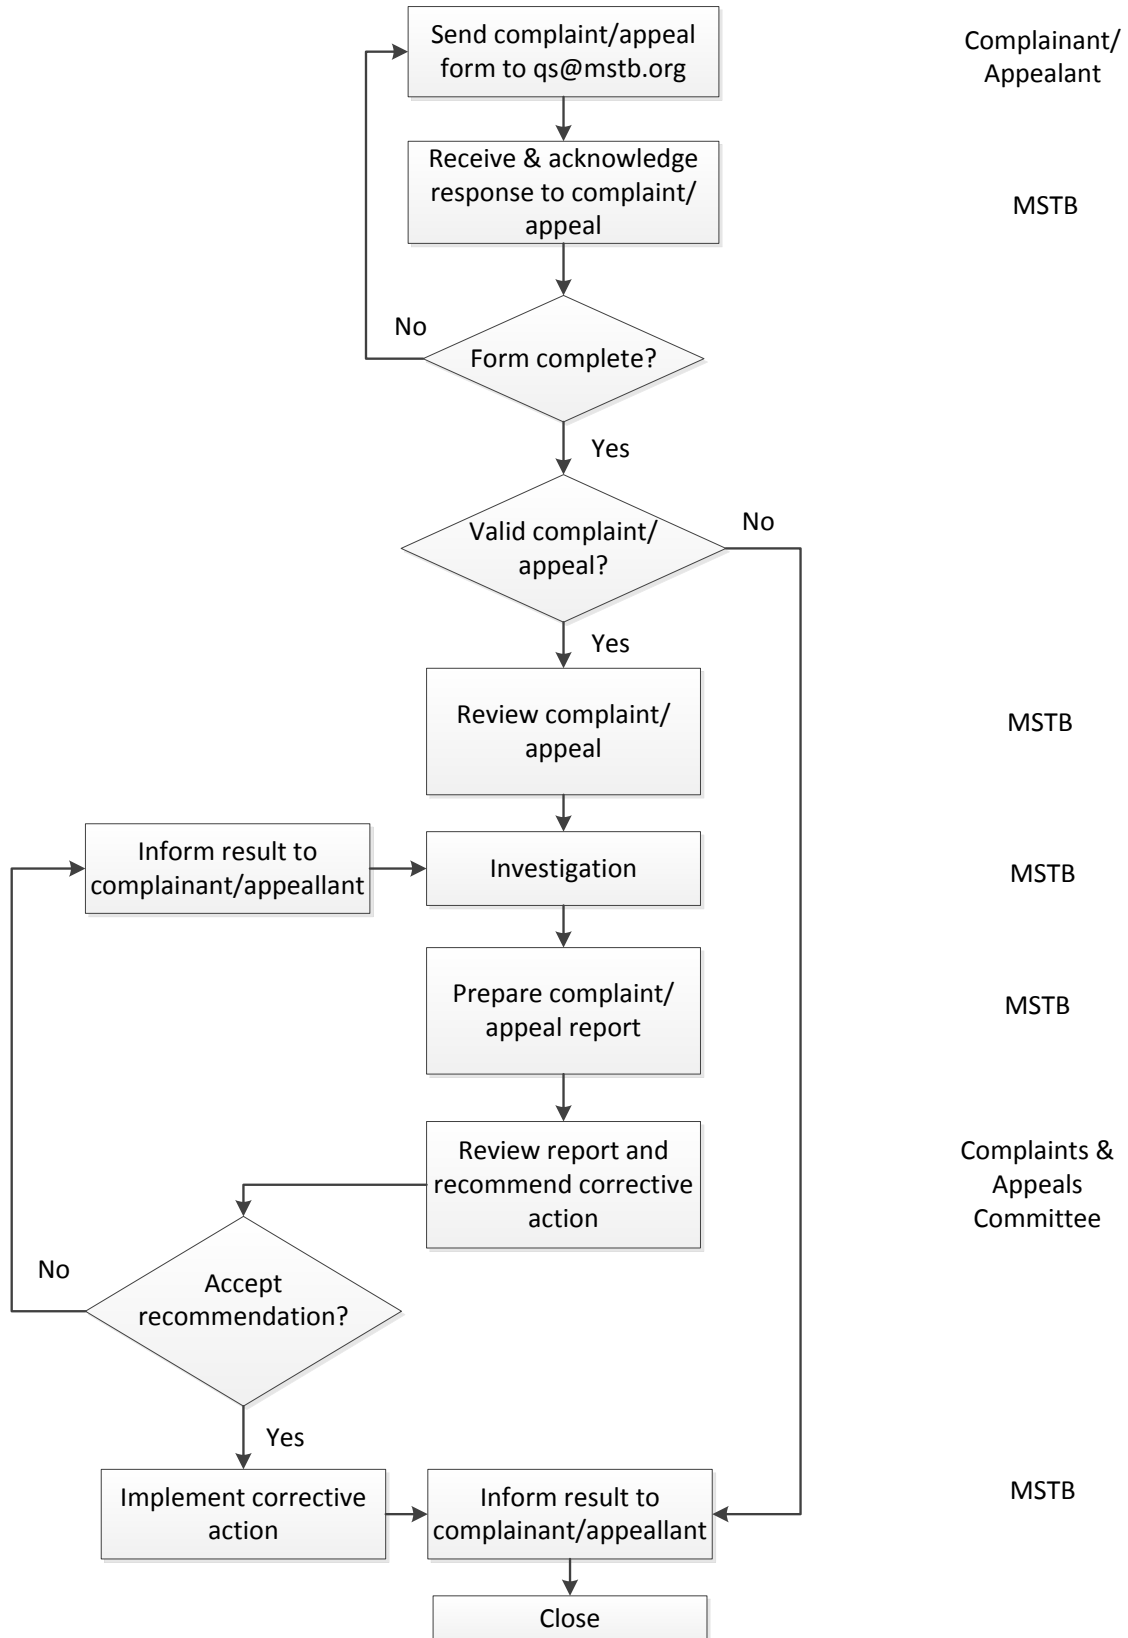 Send complaint/appeal
form to qs@mstb.org
Complainant/
Appealant
Receive & acknowledge
response to complaint/
appeal
MSTB
No
Form complete?
Yes
Valid complaint/
appeal?
No
Yes
Review complaint/
appeal
MSTB
Inform result to
complainant/appeallant
Investigation
MSTB
Prepare complaint/
appeal report
MSTB
Review report and
recommend corrective
action
Complaints &
Appeals
Committee
No
Accept
recommendation?
Yes
Implement corrective
action
Inform result to
complainant/appeallant
MSTB
Close